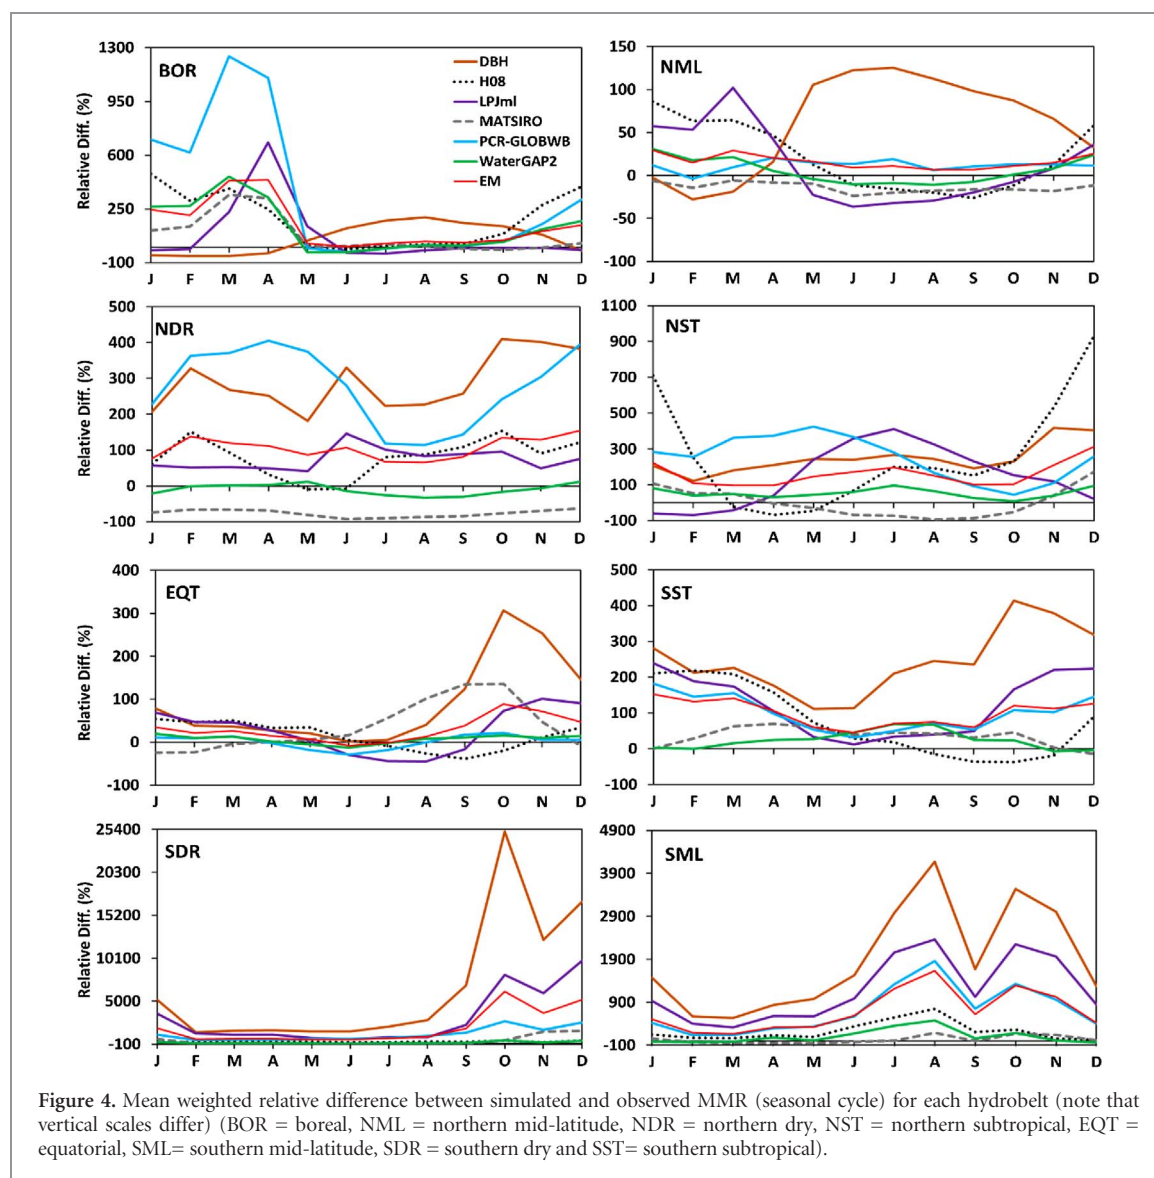 BOR
Relative Diff. (%)
1300
950
600
250
-100
J F M A M J J A S O N D
DBH
H08
LPJml
MATSIRO
PCR-GLOBWB
WaterGAP2
EM
NML
150
100
50
0
-50
-100
J F M A M J J A S O N D
NDR
Relative Diff. (%)
500
400
300
200
100
0
-100
J F M A M J J A S O N D
NST
1100
900
700
500
300
100
-100
J F M A M J J A S O N D
EQT
Relative Diff. (%)
400
300
200
100
0
-100
J F M A M J J A S O N D
SST
500
400
300
200
100
0
-100
J F M A M J J A S O N D
SDR
Relative Diff. (%)
25400
20300
15200
10100
5000
-100
J F M A M J J A S O N D
SML
4900
3900
2900
1900
900
-100
J F M A M J J A S O N D
Figure 4. Mean weighted relative difference between simulated and observed MMR (seasonal cycle) for each hydrobelt (note that
vertical scales differ) (BOR = boreal, NML = northern mid-latitude, NDR = northern dry, NST = northern subtropical, EQT =
equatorial, SML= southern mid-latitude, SDR = southern dry and SST= southern subtropical).